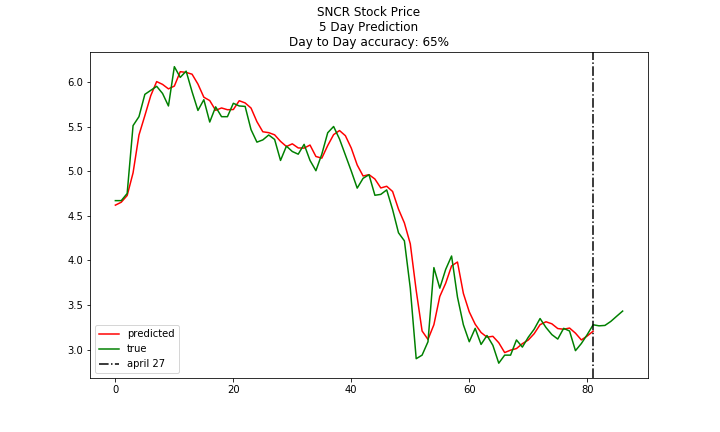 SNCR Stock Price
5 Day Prediction
Day to Day accuracy: 65%
6.0
5.5
5.0
4.5
4.0
3.5
3.0
predicted
true
april 27
0 20 40 60 80